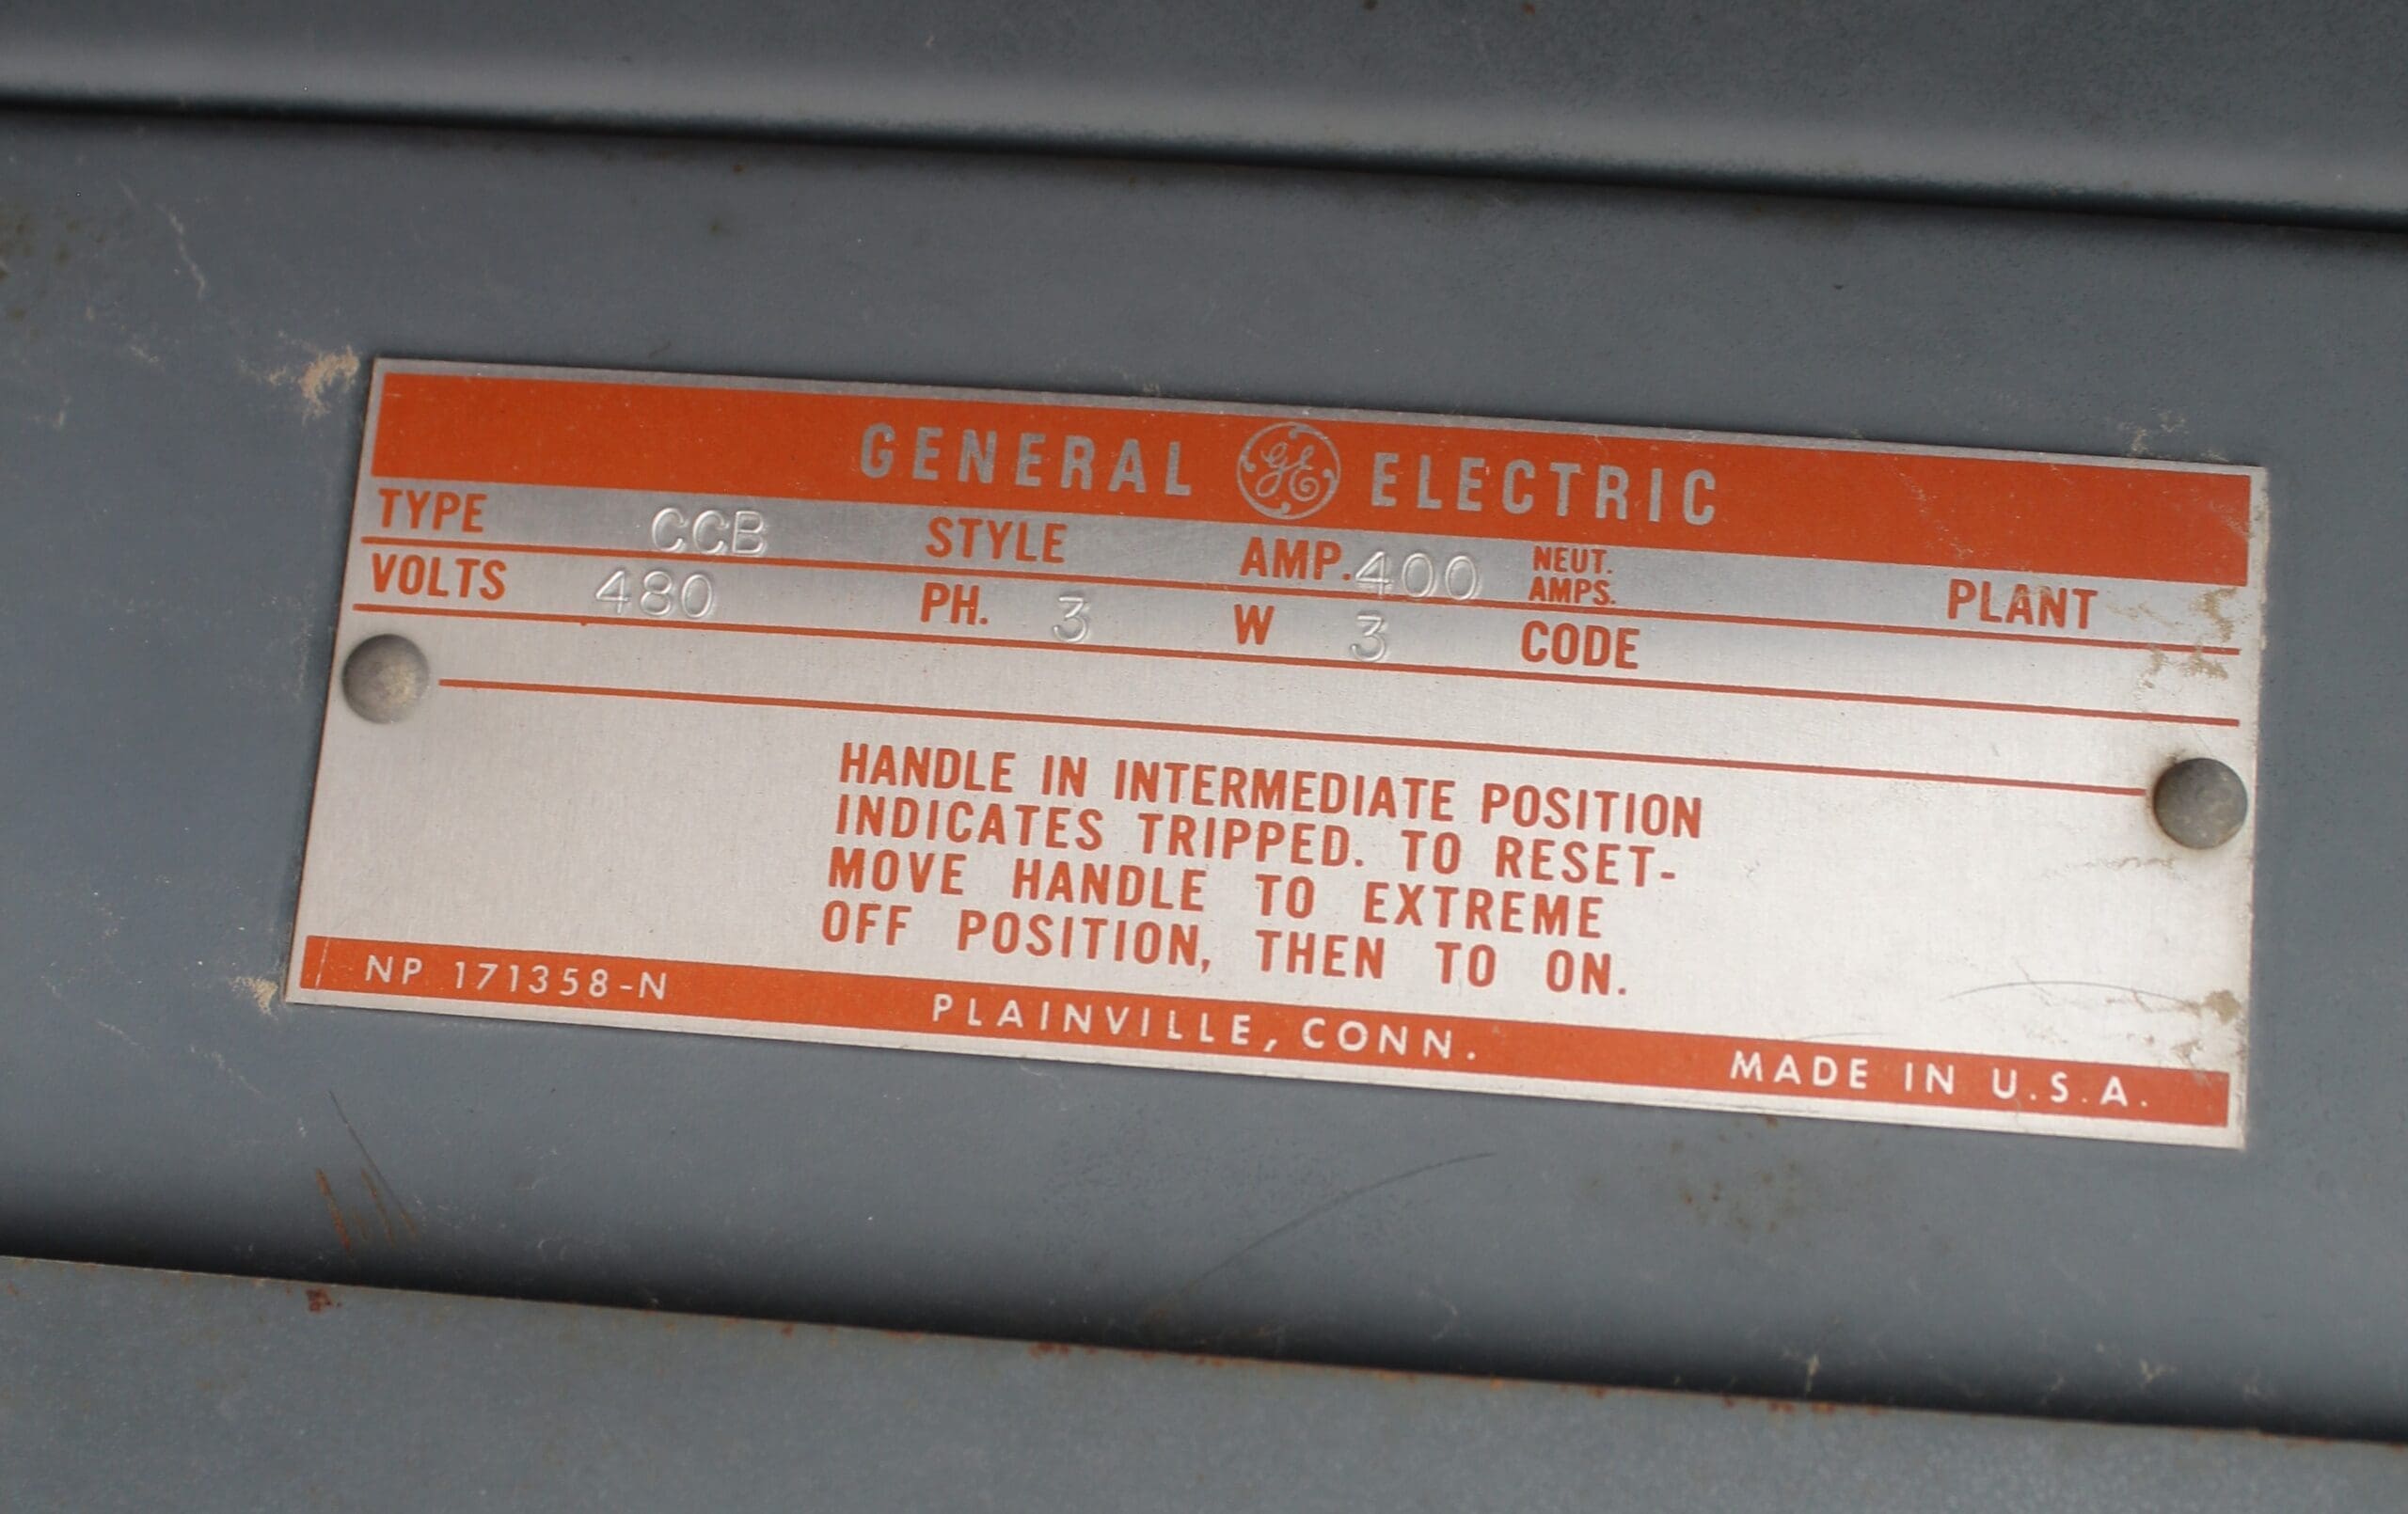 GENERAL GE ELECTRIC
TYPE CCB STYLE AMP. 400 NEUT. AMPS. PLANT
VOLTS 480 PH. 3 W 3 CODE
HANDLE IN INTERMEDIATE POSITION
INDICATES TRIPPED. TO RESET-
MOVE HANDLE TO EXTREME
OFF POSITION, THEN TO ON.
NP 171358-N PLAINVILLE, CONN. MADE IN U.S.A.